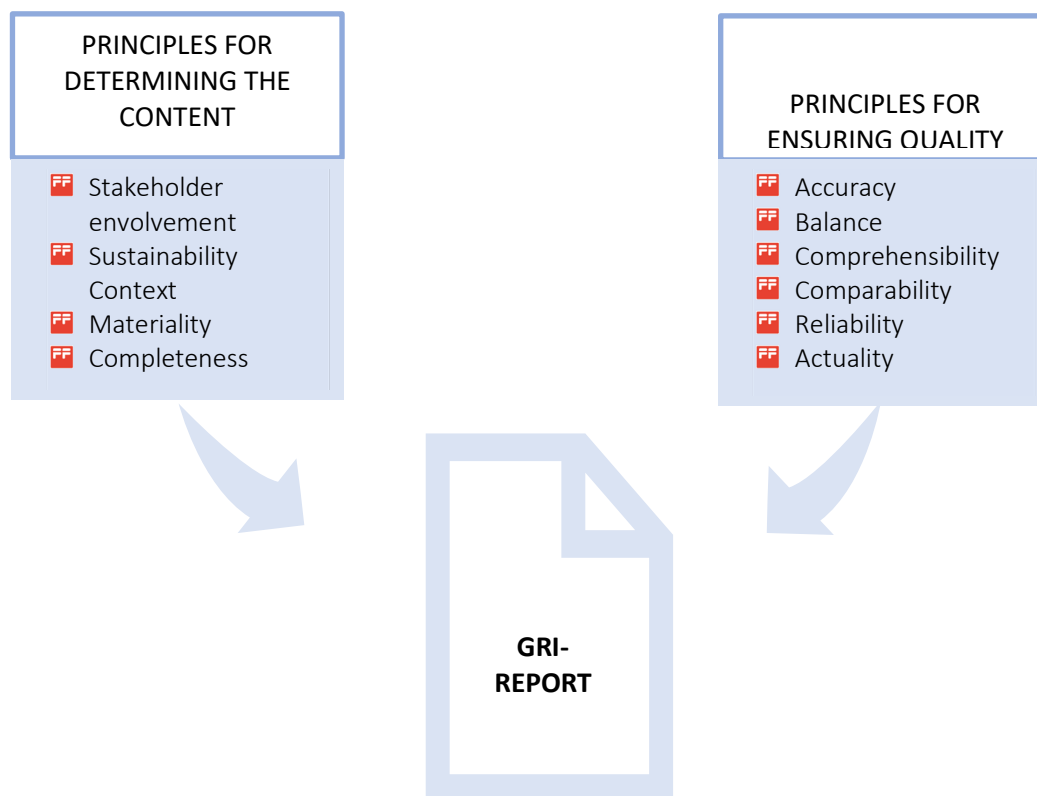 PRINCIPLES FOR
DETERMINING THE
CONTENT
Stakeholder
envolvement
Sustainability
Context
Materiality
Completeness
PRINCIPLES FOR
ENSURING QUALITY
Accuracy
Balance
Comprehensibility
Comparability
Reliability
Actuality
GRI-
REPORT